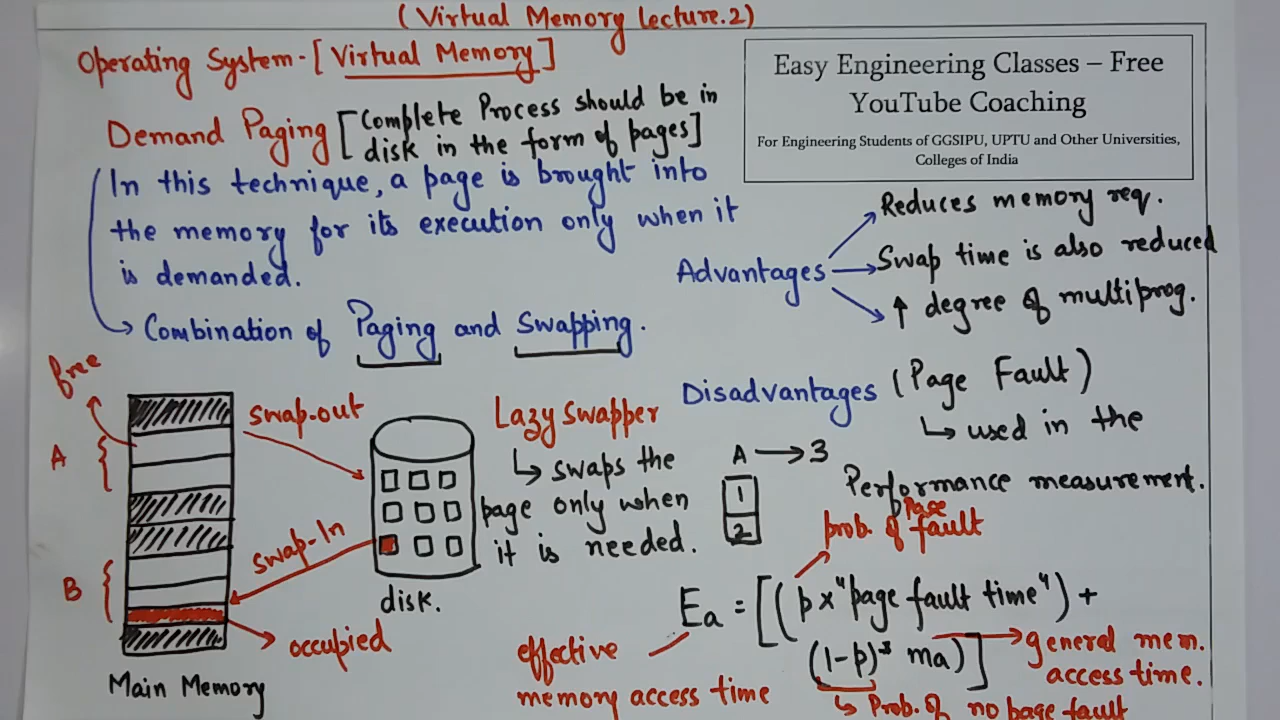 (Virtual Memory lecture.2)
Operating System-[Virtual Memory]
Easy Engineering Classes – Free
YouTube Coaching
For Engineering Students of GGSIPU, UPTU and Other Universities,
Colleges of India
Demand Paging [Complete Process should be in
disk in the form of pages]
In this technique, a page is brought into
the memory for its execution only when it
is demanded.
→ Combination of Paging and Swapping.
Advantages
→ Reduces memory req.
→ Swap time is also reduced
→ ↑ degree of multiprog.
Disadvantages (Page Fault)
↳ used in the
Performance measurement.
free
A
B
swap-out
swap-In
occupied
Main Memory
disk.
Lazy swapper
↳ swaps the
page only when
it is needed.
A → 3
1
2
prob. of Page fault
Ea = [(p x "page fault time") +
(1-p) * ma)]
effective
memory access time
→ general mem.
access time.
↳ Prob. of no page fault